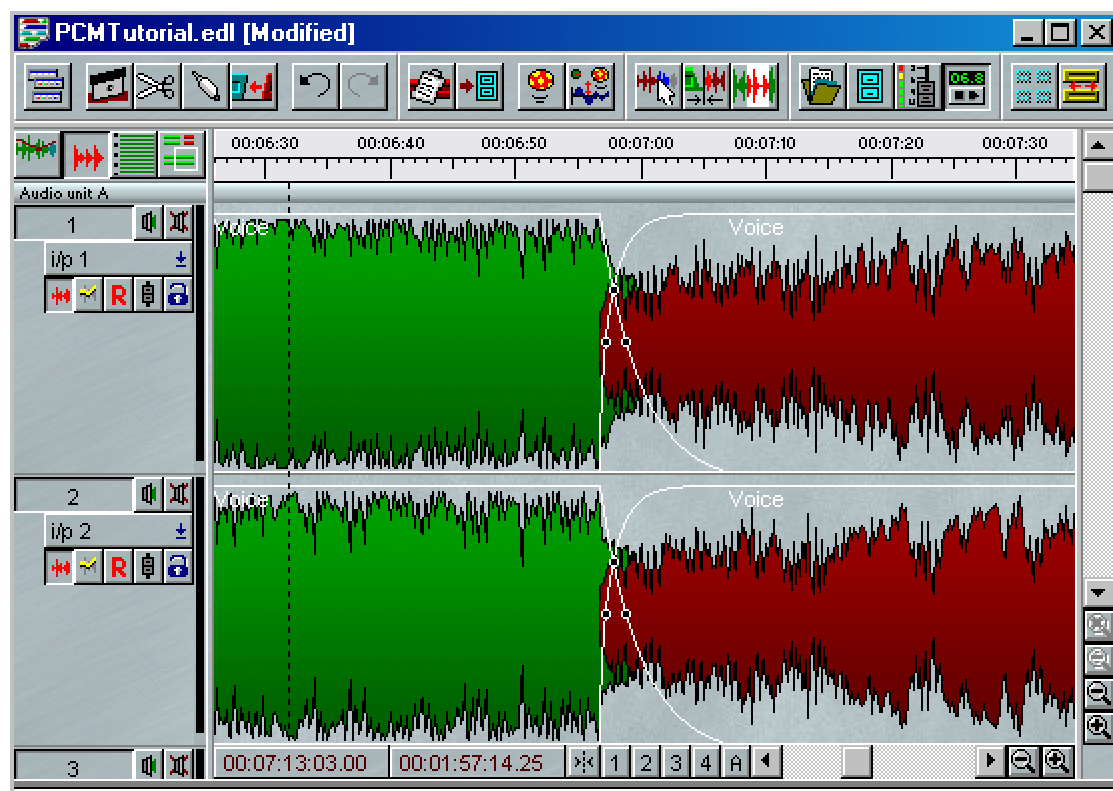 PCMTutorial.edl [Modified]
06.8
00:06:30 00:06:40 00:06:50 00:07:00 00:07:10 00:07:20 00:07:30
Audio unit A
1
Voice Voice
i/p 1
R
2
Voice Voice
i/p 2
R
3
00:07:13:03.00 00:01:57:14.25 1 2 3 4 A